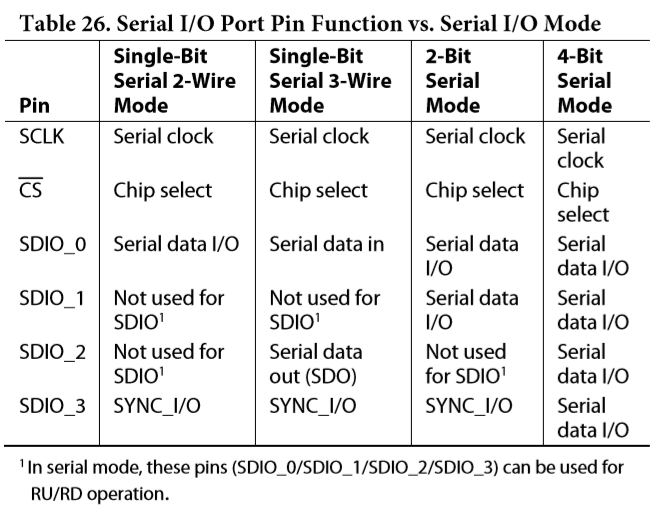 Table 26. Serial I/O Port Pin Function vs. Serial I/O Mode
Pin | Single-Bit Serial 2-Wire Mode | Single-Bit Serial 3-Wire Mode | 2-Bit Serial Mode | 4-Bit Serial Mode
SCLK | Serial clock | Serial clock | Serial clock | Serial clock
C̅S̅ | Chip select | Chip select | Chip select | Chip select
SDIO_0 | Serial data I/O | Serial data in | Serial data I/O | Serial data I/O
SDIO_1 | Not used for SDIO¹ | Not used for SDIO¹ | Serial data I/O | Serial data I/O
SDIO_2 | Not used for SDIO¹ | Serial data out (SDO) | Not used for SDIO¹ | Serial data I/O
SDIO_3 | SYNC_I/O | SYNC_I/O | SYNC_I/O | Serial data I/O
¹ In serial mode, these pins (SDIO_0/SDIO_1/SDIO_2/SDIO_3) can be used for
RU/RD operation.